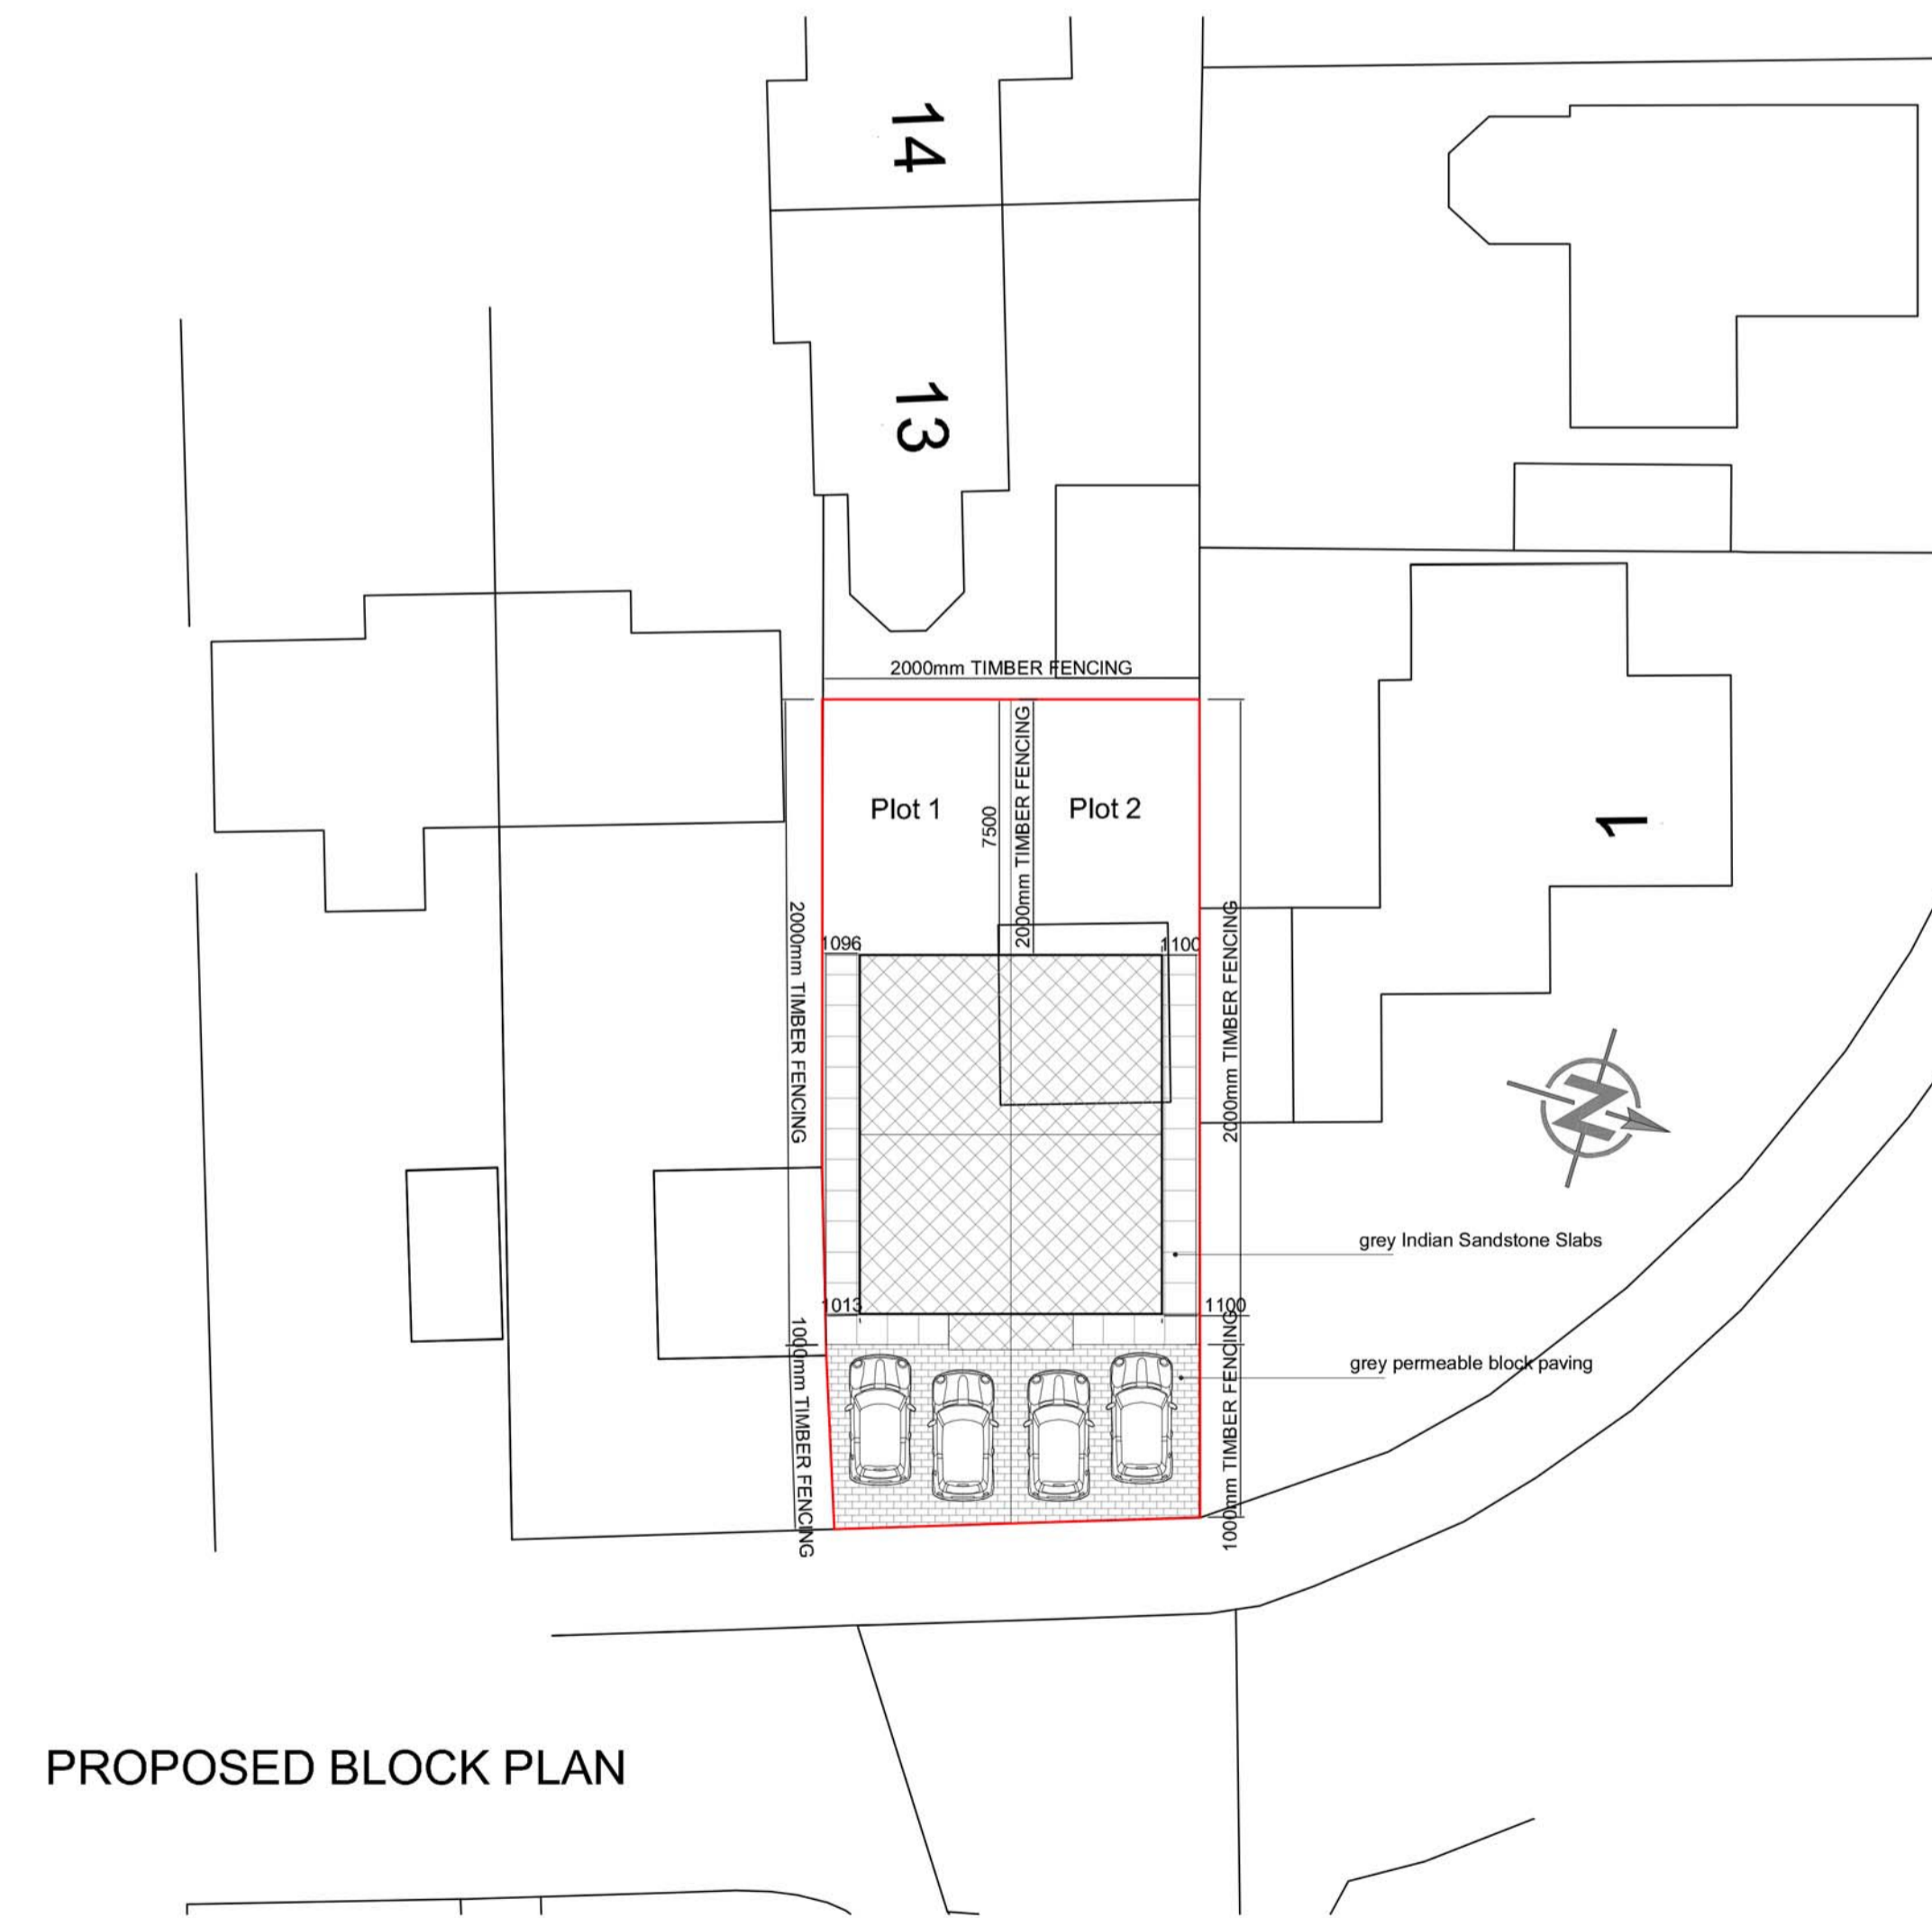 14
13
2000mm TIMBER FENCING
Plot 1
7500
2000mm TIMBER FENCING
Plot 2
1
2000mm TIMBER FENCING
1096
1100
2000mm TIMBER FENCING
N
grey Indian Sandstone Slabs
1013
1100
1000mm TIMBER FENCING
1000mm TIMBER FENCING
grey permeable block paving
PROPOSED BLOCK PLAN